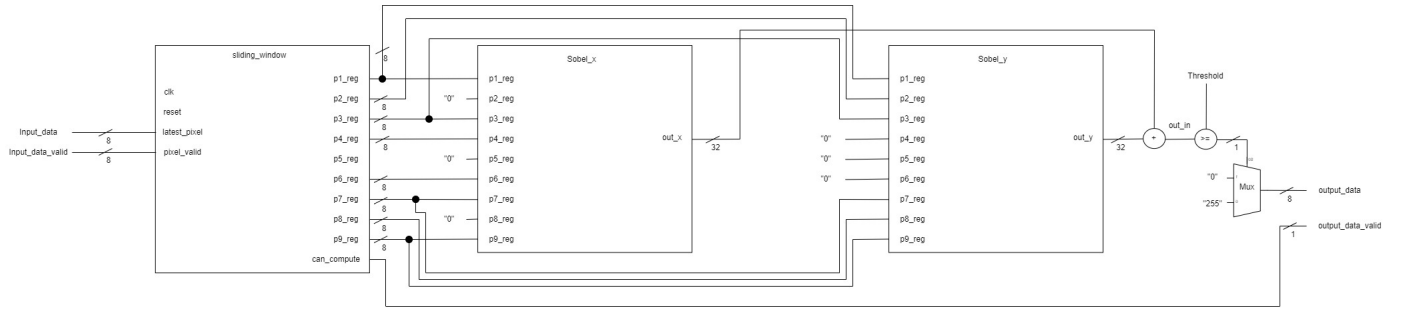 sliding_window
clk
reset
latest_pixel
pixel_valid
Input_data
8
Input_data_valid
8
p1_reg
8
p2_reg
8
p3_reg
8
p4_reg
8
p5_reg
p6_reg
8
p7_reg
8
p8_reg
8
p9_reg
8
can_compute
Sobel_x
p1_reg
"0"
p2_reg
p3_reg
p4_reg
"0"
p5_reg
p6_reg
p7_reg
"0"
p8_reg
p9_reg
out_x
32
Sobel_y
p1_reg
p2_reg
p3_reg
"0"
p4_reg
"0"
p5_reg
"0"
p6_reg
p7_reg
p8_reg
p9_reg
out_y
32
+
out_in
Threshold
>=
1
"0"
"255"
Mux
8
output_data
1
output_data_valid